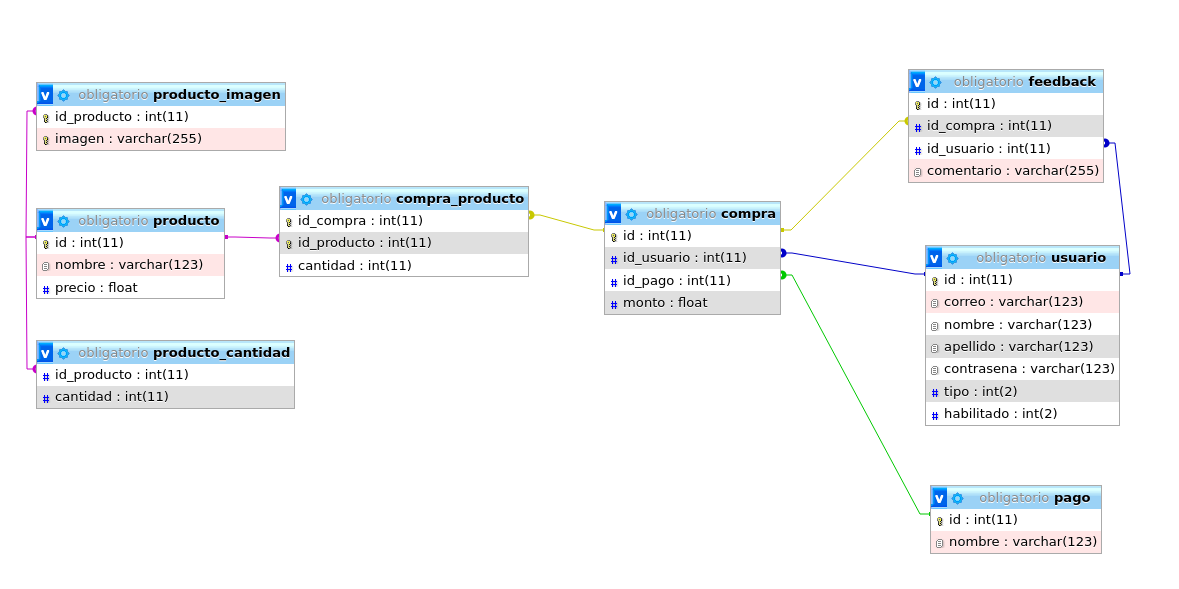 v obligatorio producto_imagen
id_producto : int(11)
imagen : varchar(255)
v obligatorio producto
id : int(11)
nombre : varchar(123)
# precio : float
v obligatorio producto_cantidad
# id_producto : int(11)
# cantidad : int(11)
v obligatorio compra_producto
id_compra : int(11)
id_producto : int(11)
# cantidad : int(11)
v obligatorio compra
id : int(11)
# id_usuario : int(11)
# id_pago : int(11)
# monto : float
v obligatorio feedback
id : int(11)
# id_compra : int(11)
# id_usuario : int(11)
comentario : varchar(255)
v obligatorio usuario
id : int(11)
correo : varchar(123)
nombre : varchar(123)
apellido : varchar(123)
contrasena : varchar(123)
# tipo : int(2)
# habilitado : int(2)
v obligatorio pago
id : int(11)
nombre : varchar(123)